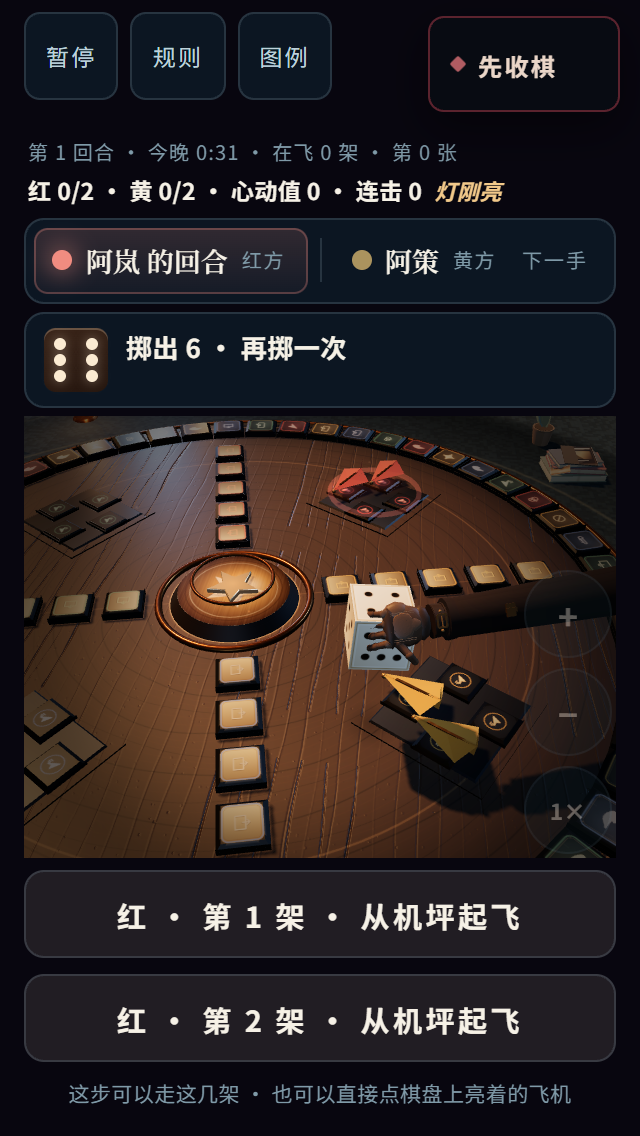 暂停 规则 图例
先收棋
第 1 回合 · 今晚 0:31 · 在飞 0 架 · 第 0 张
红 0/2 · 黄 0/2 · 心动值 0 · 连击 0 灯刚亮
阿岚 的回合 红方 阿策 黄方 下一手
掷出 6 · 再掷一次
+
−
1×
红 · 第 1 架 · 从机坪起飞
红 · 第 2 架 · 从机坪起飞
这步可以走这几架 · 也可以直接点棋盘上亮着的飞机